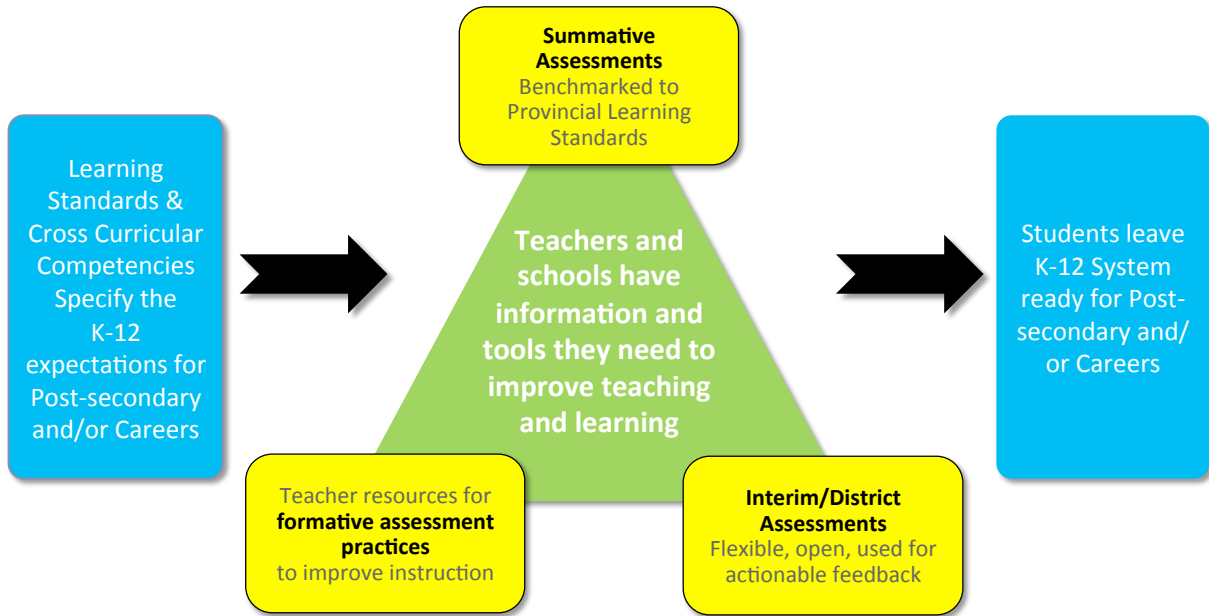 Summative
Assessments
Benchmarked to
Provincial Learning
Standards
Learning
Standards &
Cross Curricular
Competencies
Specify the
K-12
expectations for
Post-secondary
and/or Careers
Teachers and
schools have
information and
tools they need to
improve teaching
and learning
Students leave
K-12 System
ready for Post-
secondary and/
or Careers
Teacher resources for
formative assessment
practices
to improve instruction
Interim/District
Assessments
Flexible, open, used for
actionable feedback